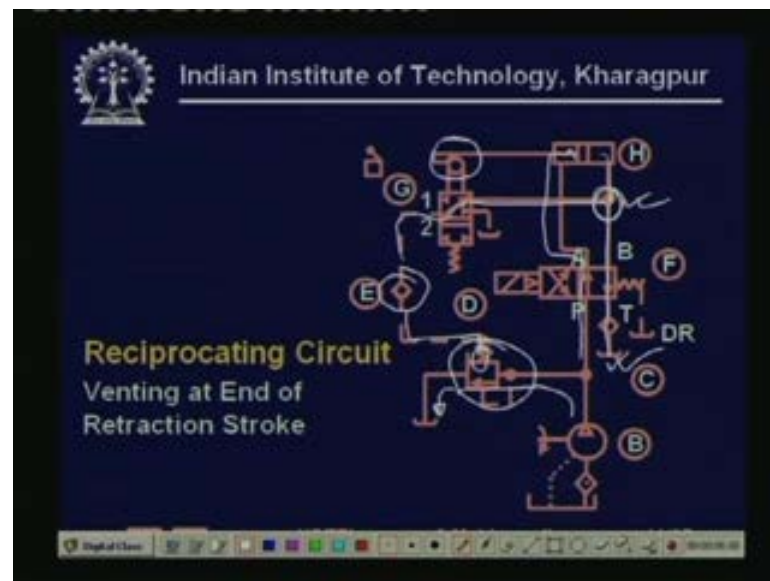 Indian Institute of Technology, Kharagpur
H
G
1
2
A
B
F
E
D
P
T
DR
Reciprocating Circuit
C
Venting at End of
Retraction Stroke
B